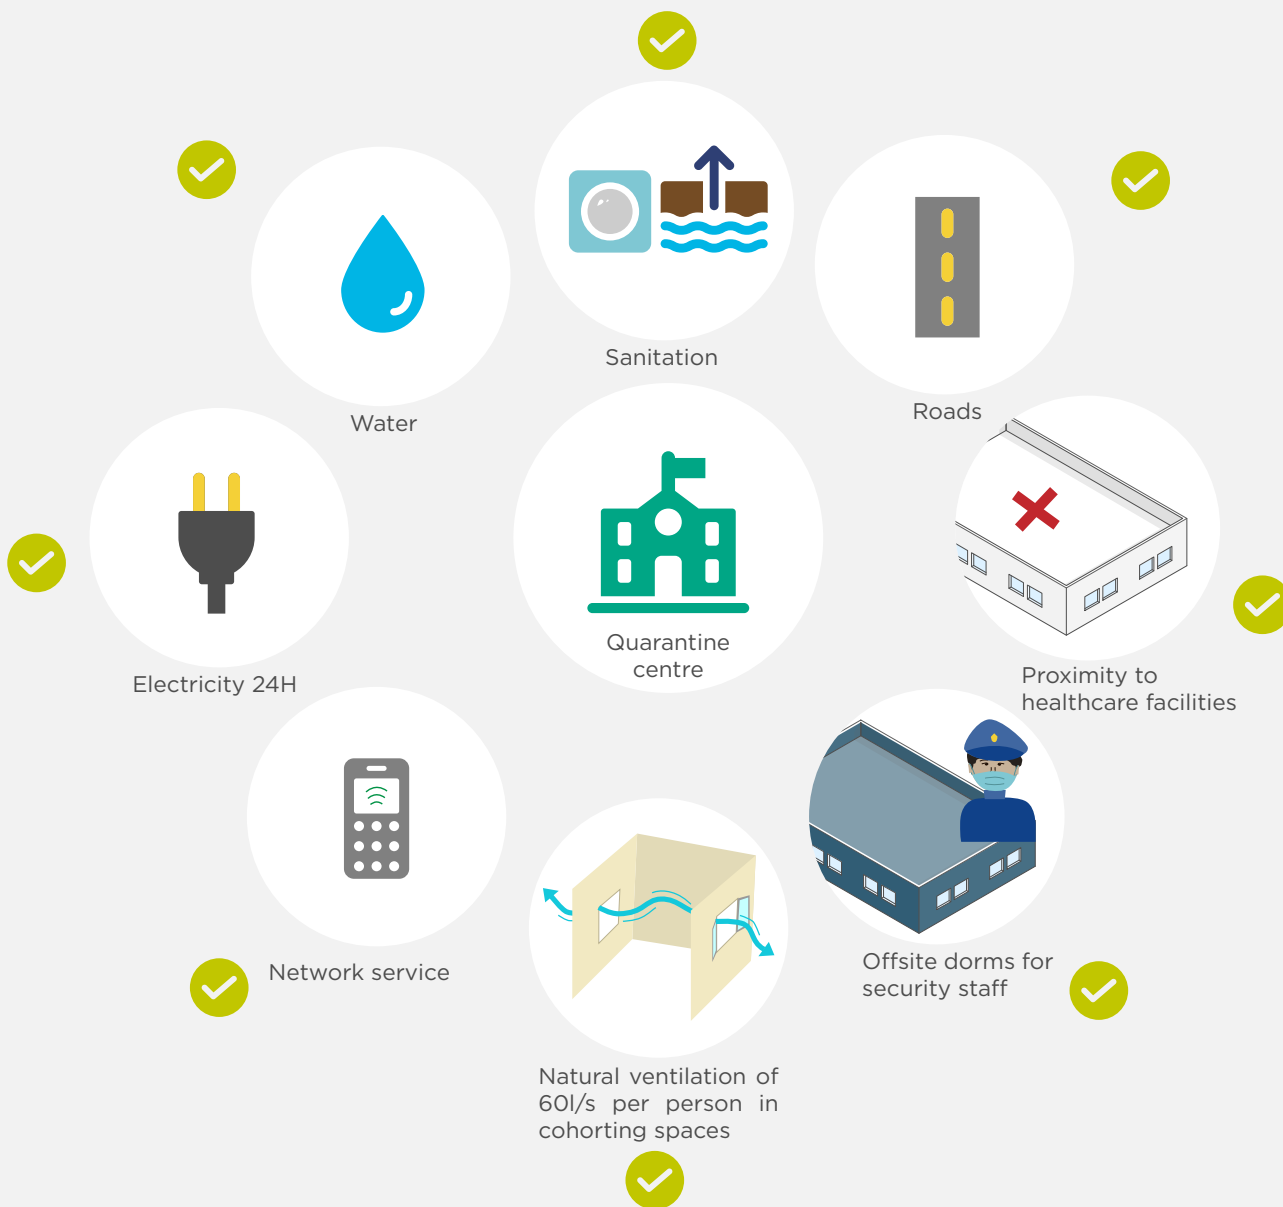 Sanitation
Water
Roads
Quarantine
centre
Electricity 24H
Proximity to
healthcare facilities
Network service
Offsite dorms for
security staff
Natural ventilation of
60l/s per person in
cohorting spaces